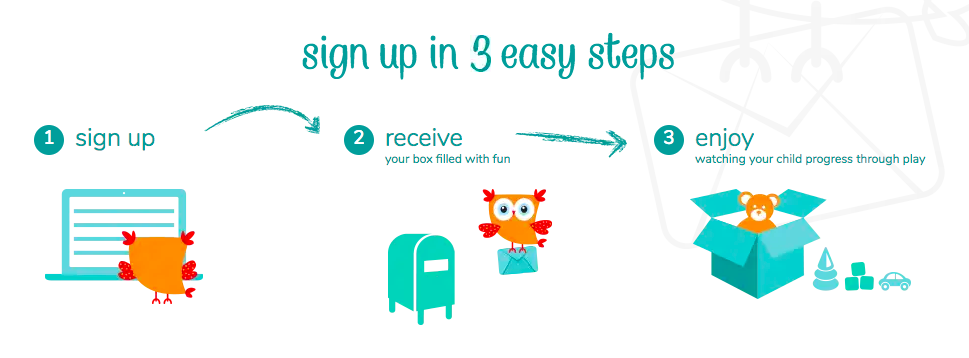 sign up in 3 easy steps
1 sign up
2 receive
your box filled with fun
3 enjoy
watching your child progress through play